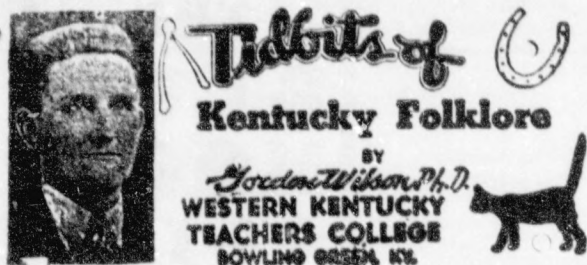 Tidbits of
Kentucky Folklore
BY
Gordon Wilson, Ph.D.
WESTERN KENTUCKY
TEACHERS COLLEGE
BOWLING GREEN, KY.